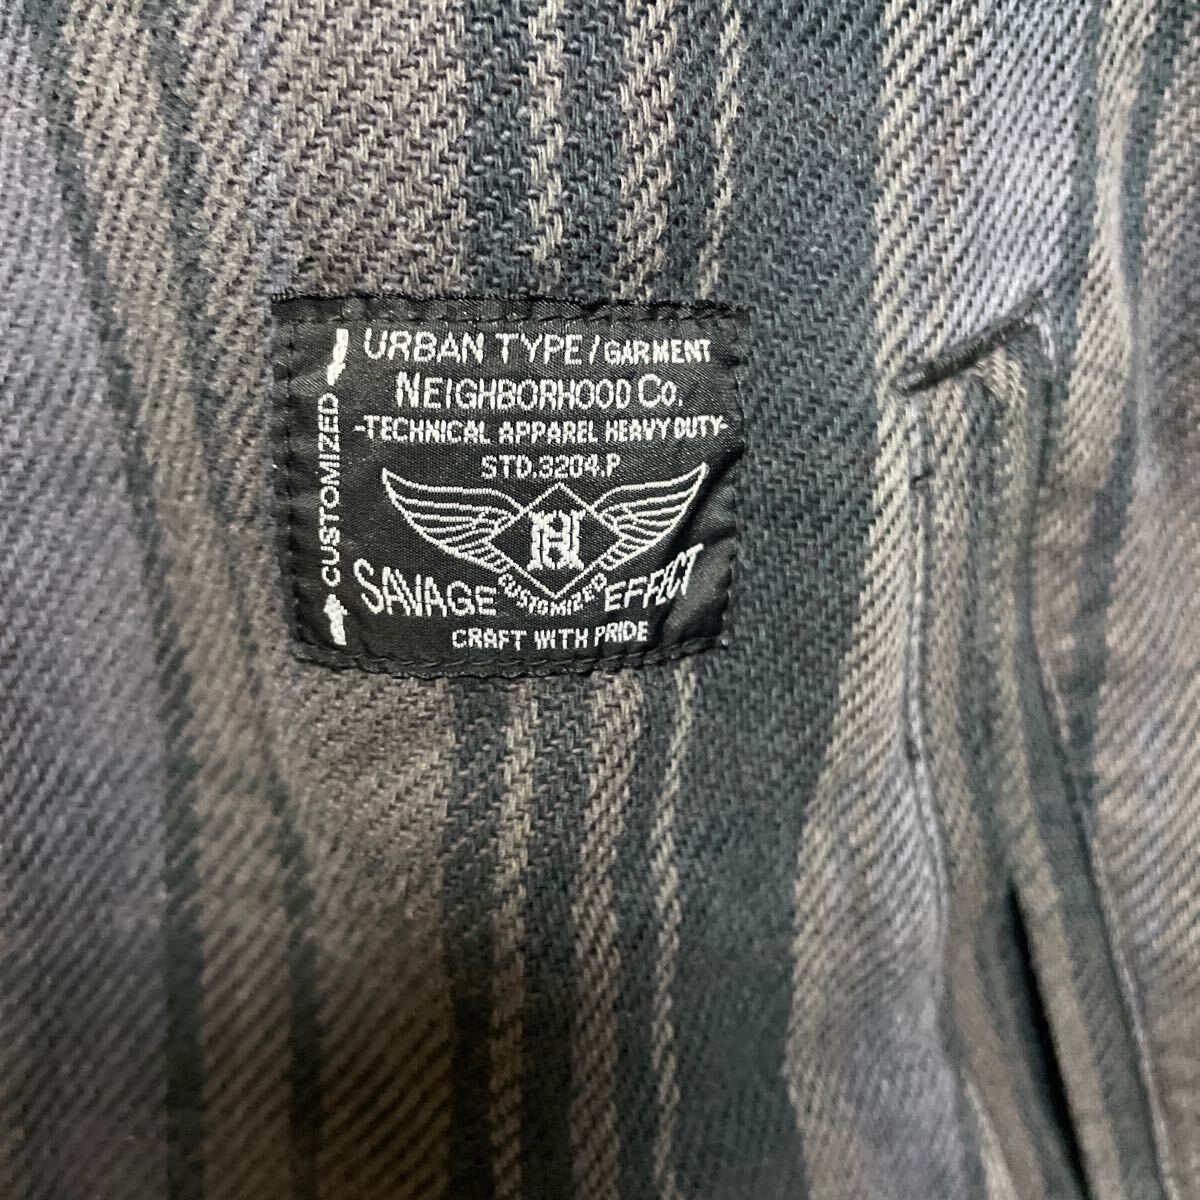 URBAN TYPE/GARMENT
NEIGHBORHOOD CO.
-TECHNICAL APPAREL HEAVY DUTY-
STD.3204.P
CUSTOMIZED
SAVAGE EFFECT
CUSTOMIZED
CRAFT WITH PRIDE